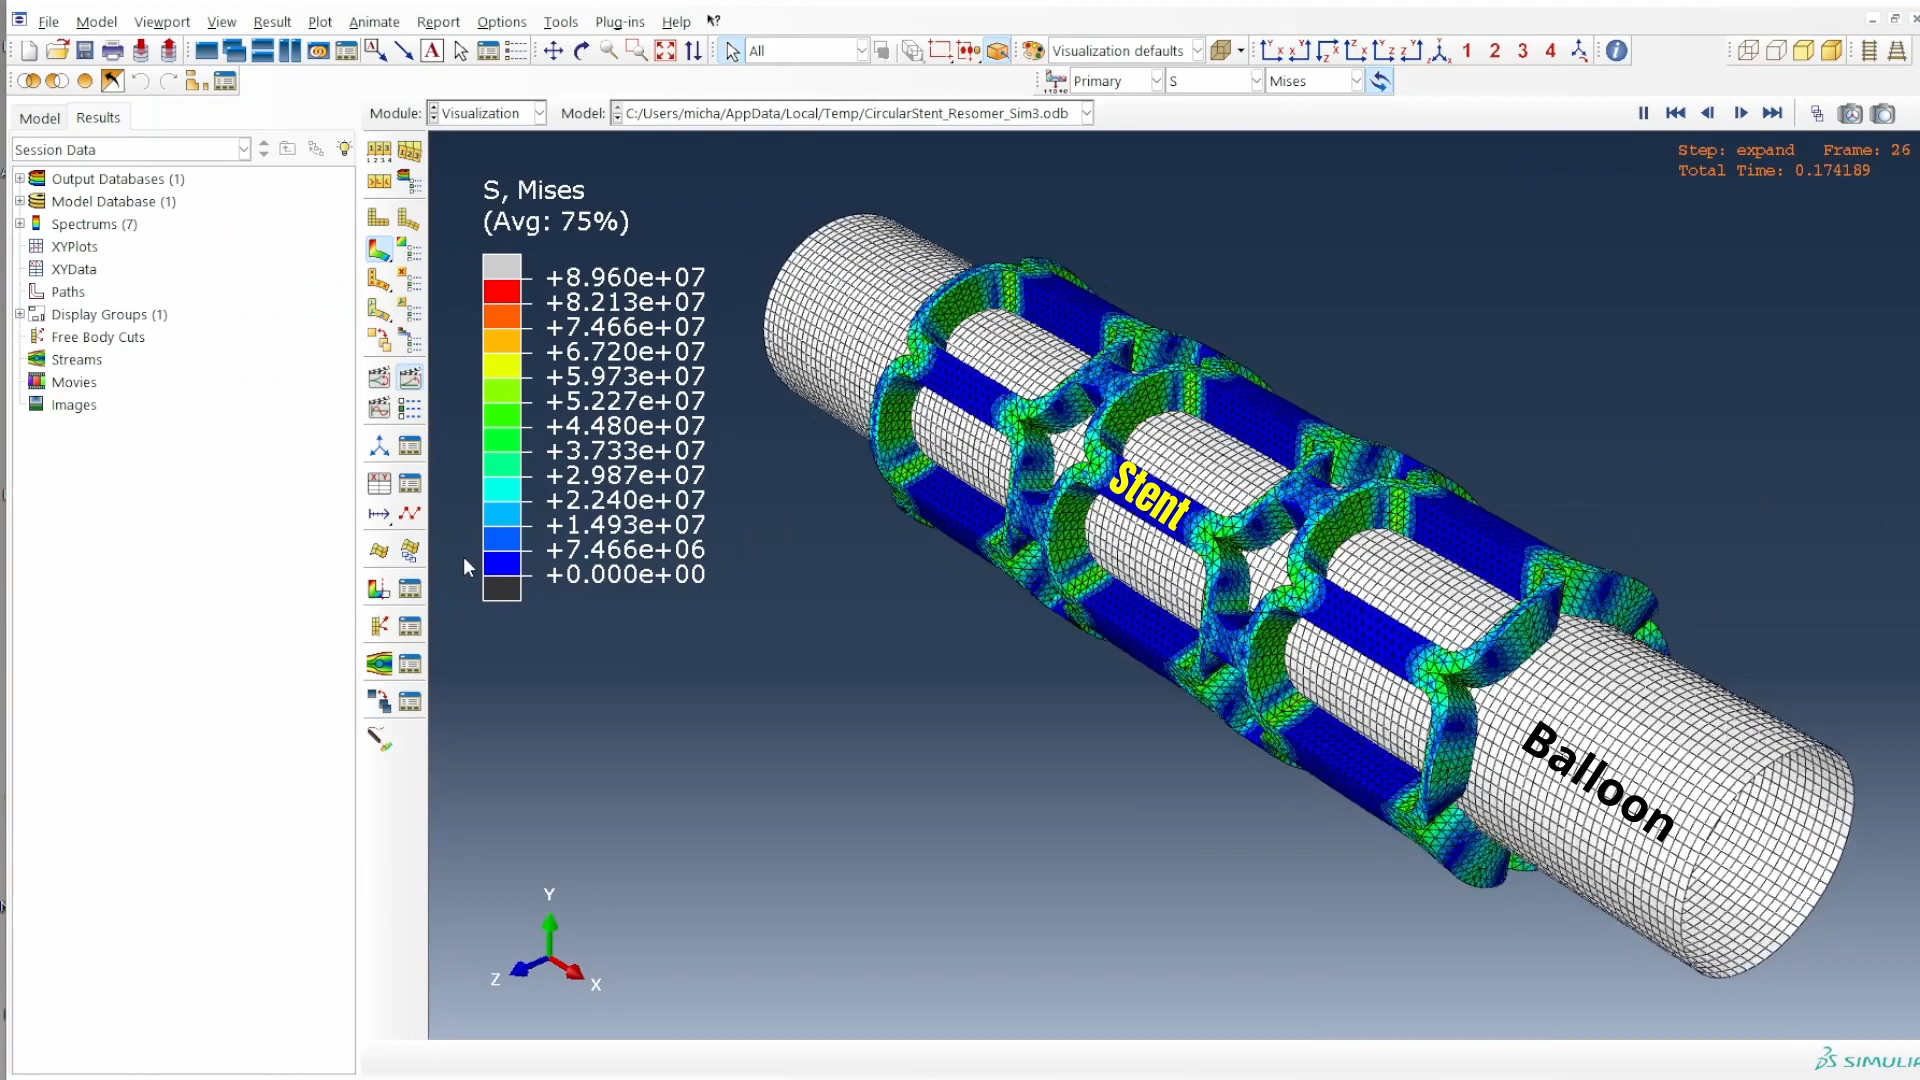 File Model Viewport View Result Plot Animate Report Options Tools Plug-ins Help
All Visualization defaults 1 2 3 4
Primary S Mises
Model Results Module: Visualization Model: C:/Users/micha/AppData/Local/Temp/CircularStent_Resomer_Sim3.odb
Session Data
Output Databases (1)
Model Database (1)
Spectrums (7)
XYPlots
XYData
Paths
Display Groups (1)
Free Body Cuts
Streams
Movies
Images
Step: expand Frame: 26
Total Time: 0.174189
S, Mises
(Avg: 75%)
+8.960e+07
+8.213e+07
+7.466e+07
+6.720e+07
+5.973e+07
+5.227e+07
+4.480e+07
+3.733e+07
+2.987e+07
+2.240e+07
+1.493e+07
+7.466e+06
+0.000e+00
Stent
Balloon
Y
Z
X
SIMULIA